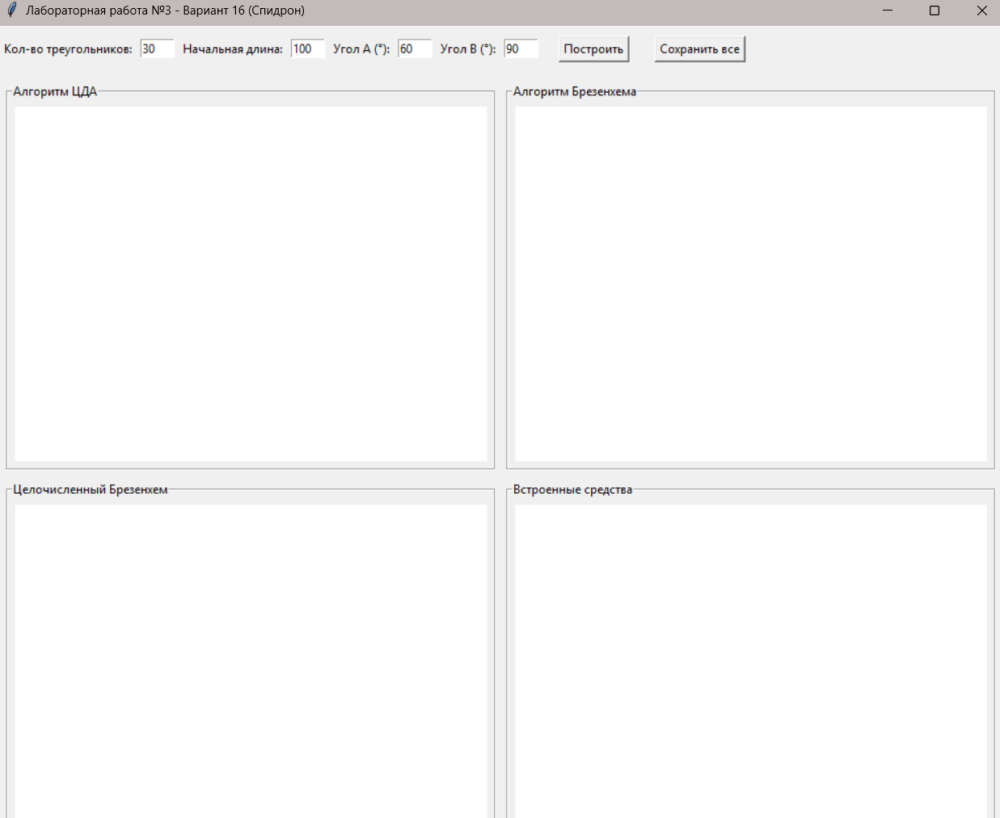 Лабораторная работа №3 - Вариант 16 (Спидрон)
Кол-во треугольников: 30 Начальная длина: 100 Угол A (°): 60 Угол B (°): 90 Построить Сохранить все
Алгоритм ЦДА
Алгоритм Брезенхема
Целочисленный Брезенхем
Встроенные средства